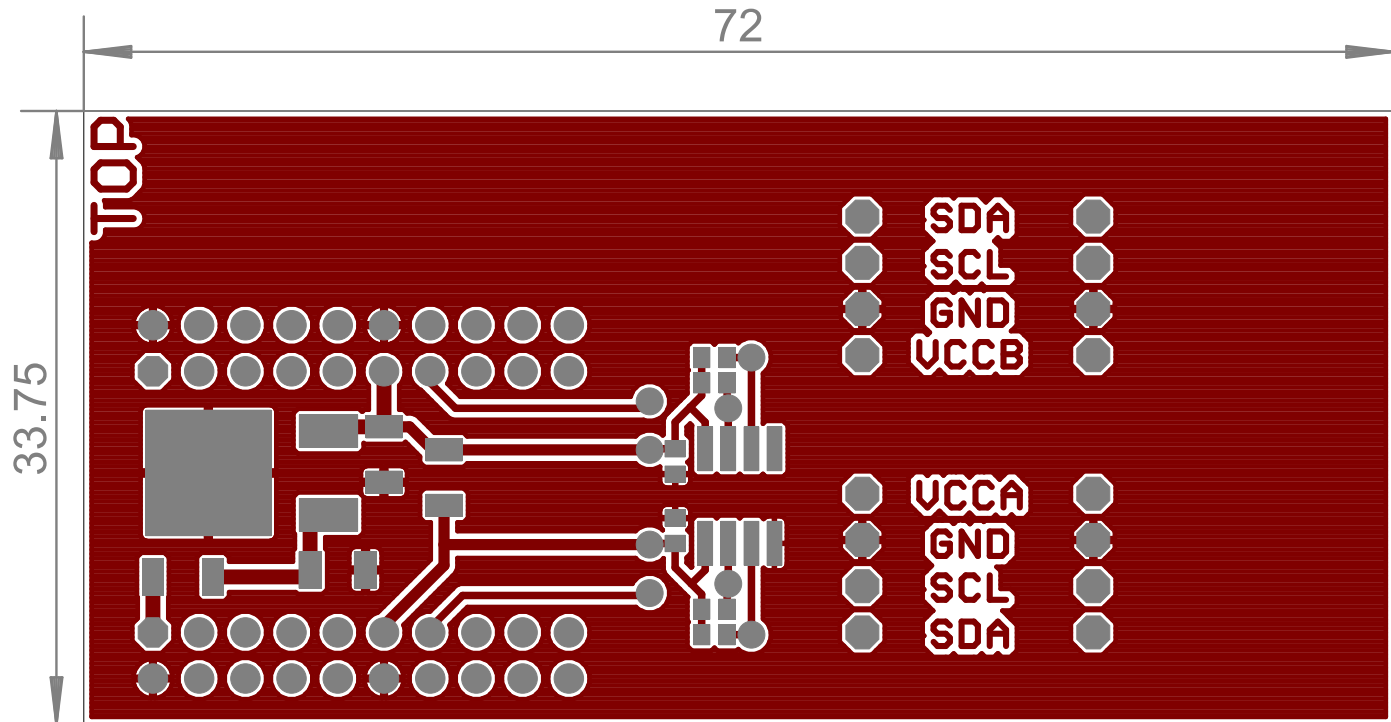 72
33.75
TOP
SDA
SCL
GND
VCCB
VCCA
GND
SCL
SDA